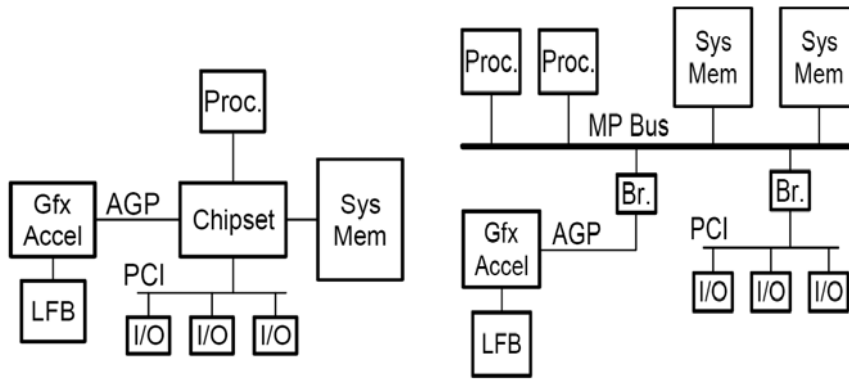 Proc.
Gfx
Accel
AGP
Chipset
Sys
Mem
PCI
LFB
I/O
I/O
I/O
Proc.
Proc.
Sys
Mem
Sys
Mem
MP Bus
Br.
Br.
Gfx
Accel
AGP
PCI
I/O
I/O
I/O
LFB